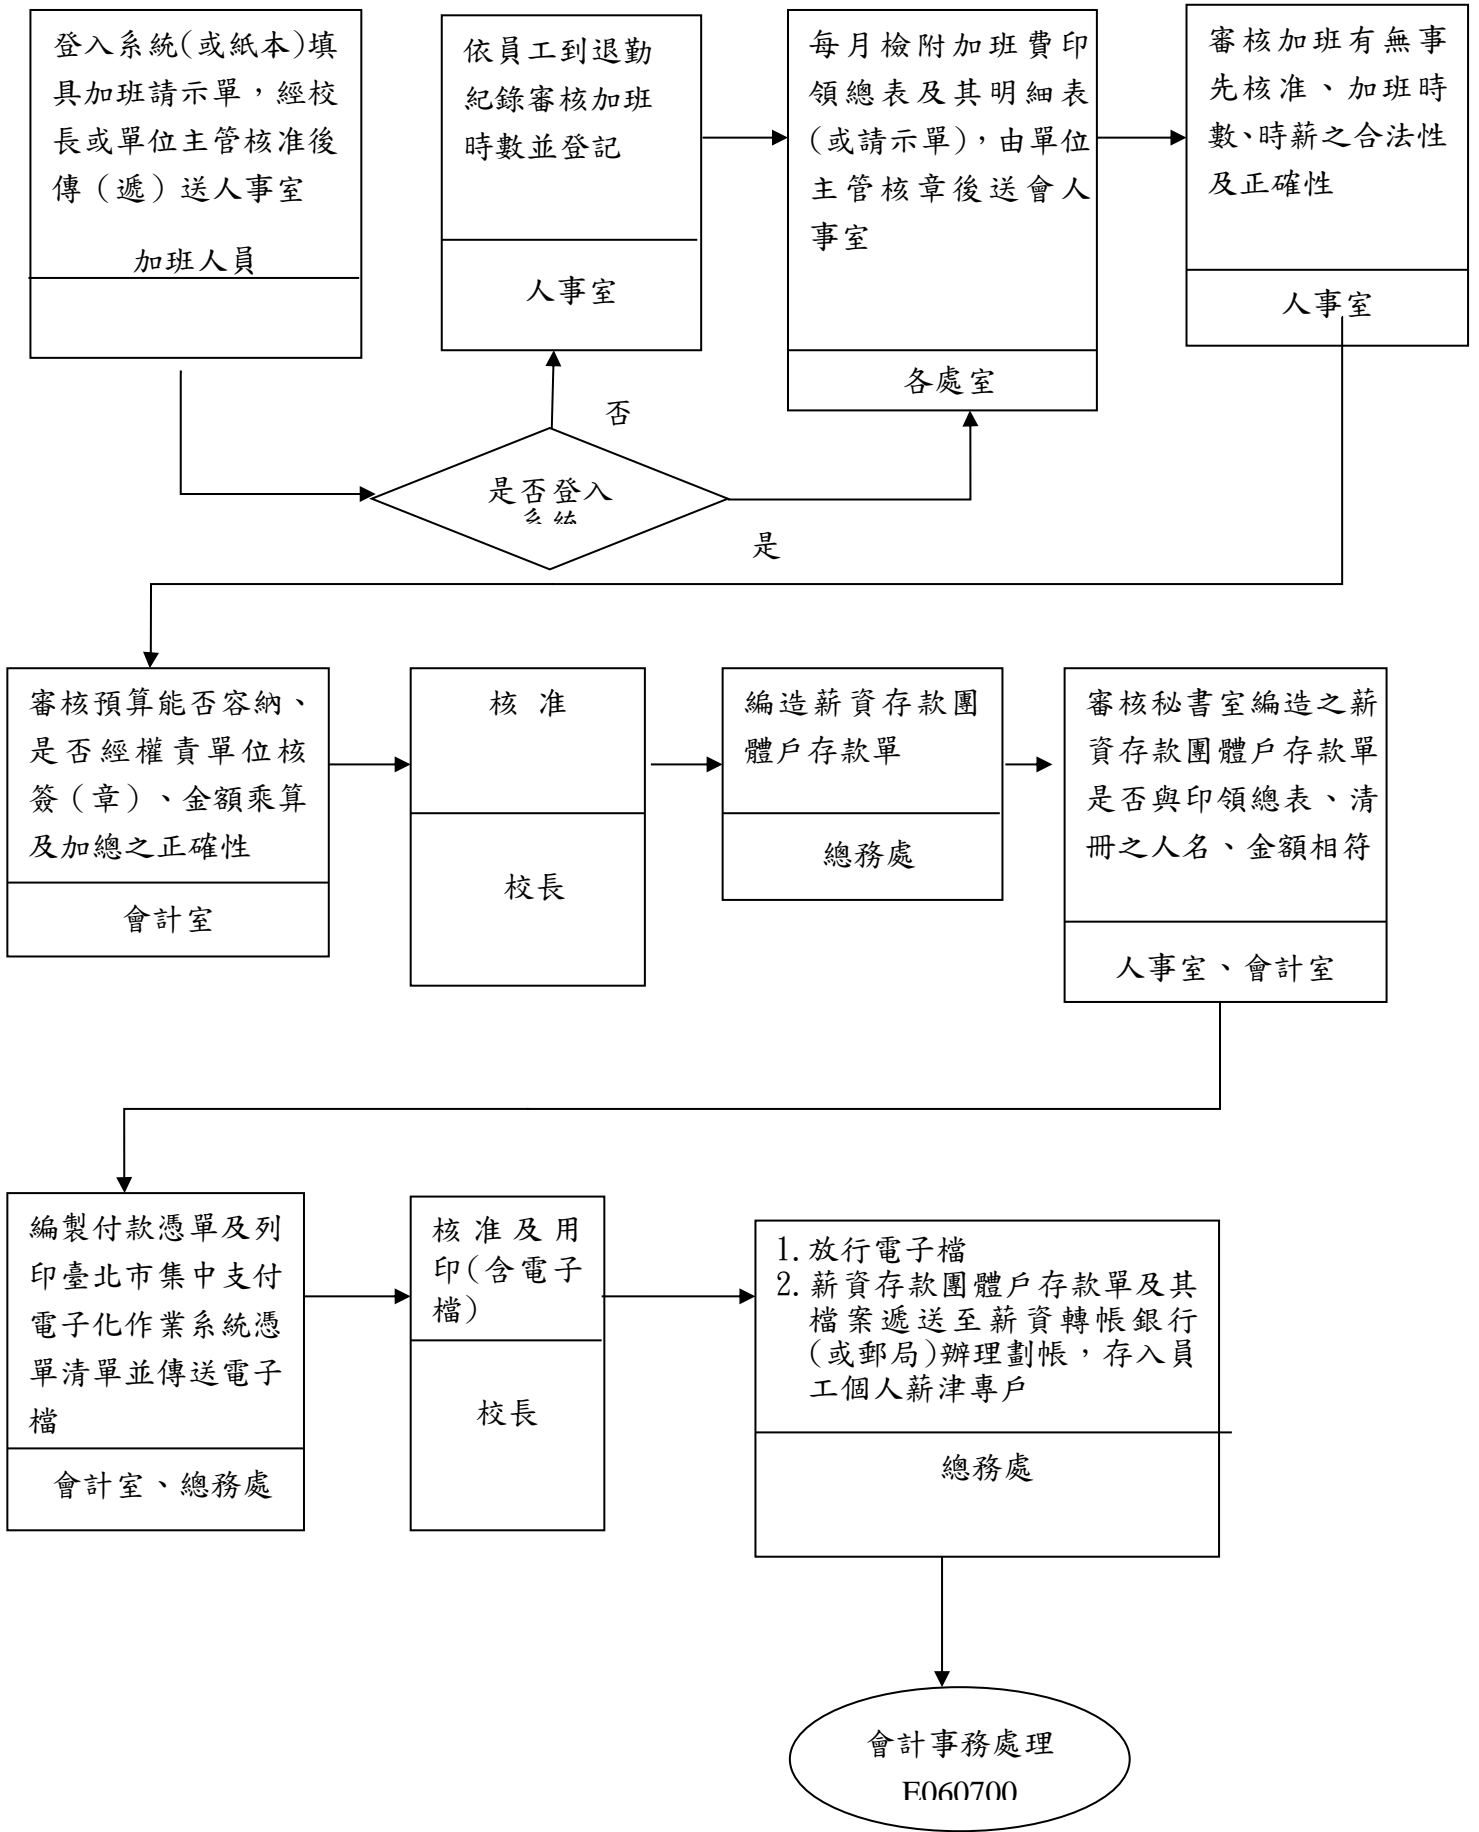 登入系統(或紙本)填
具加班請示單，經校
長或單位主管核准後
傳（遞）送人事室
加班人員
依員工到退勤
紀錄審核加班
時數並登記
人事室
每月檢附加班費印
領總表及其明細表
(或請示單)，由單位
主管核章後送會人
事室
各處室
審核加班有無事
先核准、加班時
數、時薪之合法性
及正確性
人事室
否
是否登入
系統
是
審核預算能否容納、
是否經權責單位核
簽（章）、金額乘算
及加總之正確性
會計室
核 准
校長
編造薪資存款團
體戶存款單
總務處
審核秘書室編造之薪
資存款團體戶存款單
是否與印領總表、清
冊之人名、金額相符
人事室、會計室
編製付款憑單及列
印臺北市集中支付
電子化作業系統憑
單清單並傳送電子
檔
會計室、總務處
核准及用
印(含電子
檔)
校長
1.放行電子檔
2.薪資存款團體戶存款單及其
檔案遞送至薪資轉帳銀行
(或郵局)辦理劃帳，存入員
工個人薪津專戶
總務處
會計事務處理
E060700